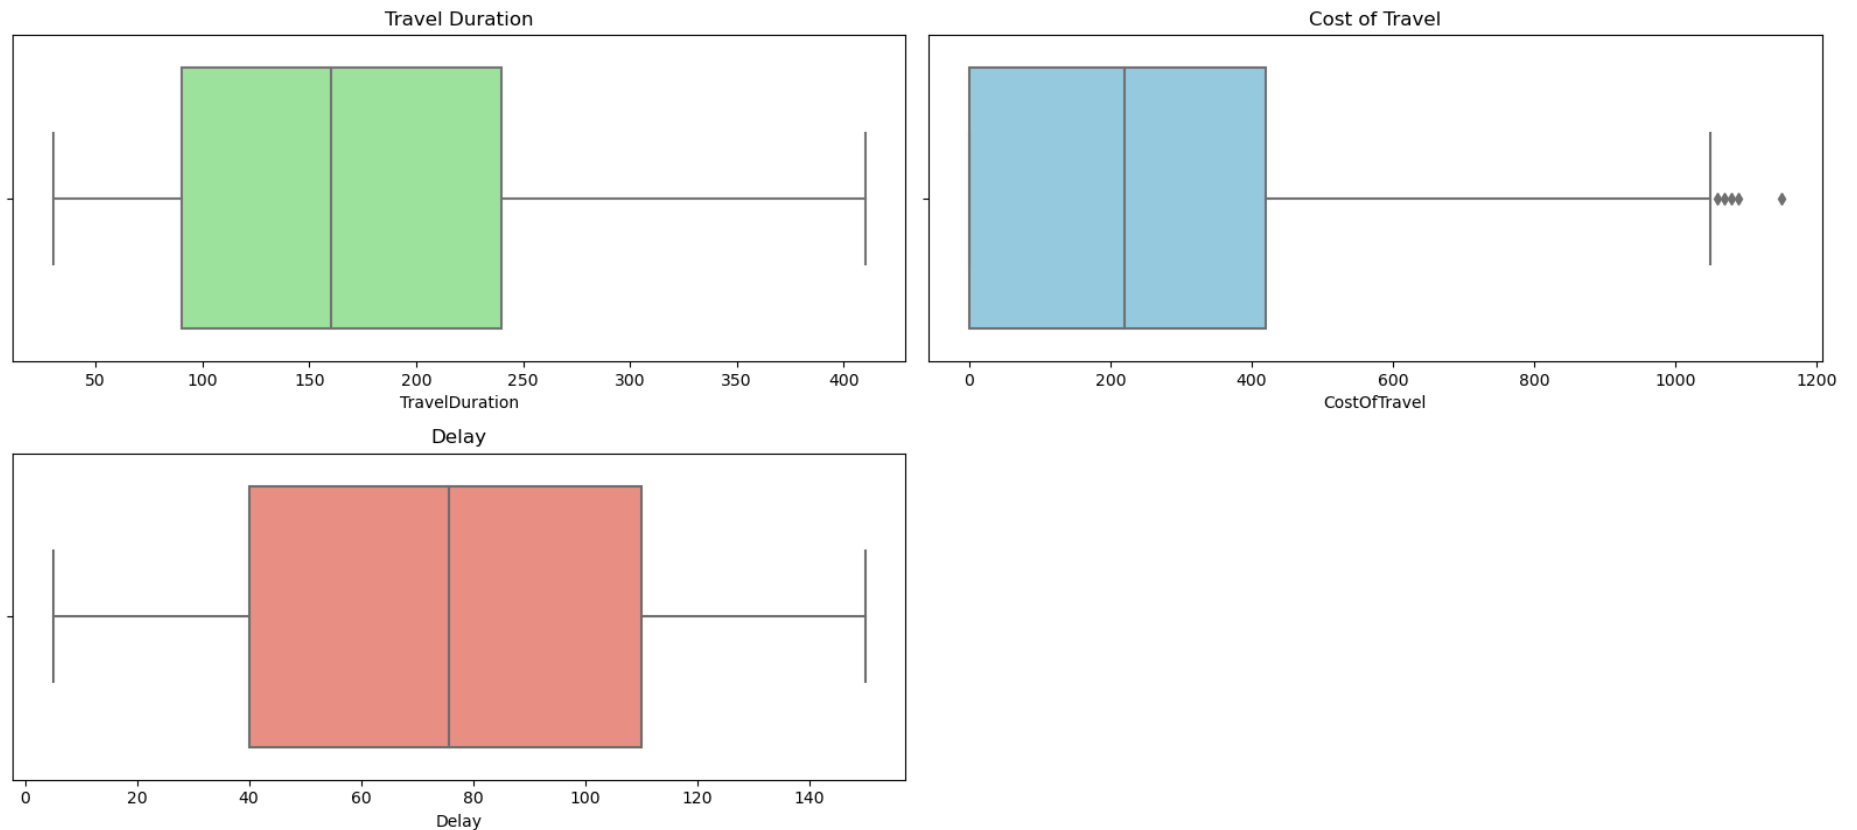 Travel Duration
50 100 150 200 250 300 350 400
TravelDuration
Cost of Travel
0 200 400 600 800 1000 1200
CostOfTravel
Delay
0 20 40 60 80 100 120 140
Delay